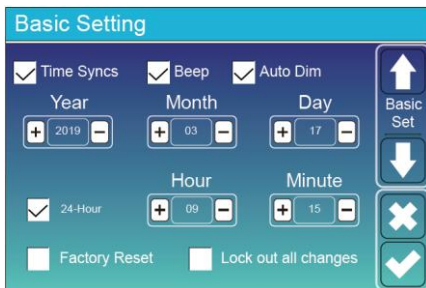 Basic Setting
Time Syncs Beep Auto Dim
Year Month Day
+ 2019 − + 03 − + 17 −
Basic
Set
Hour Minute
24-Hour + 09 − + 15 −
Factory Reset Lock out all changes